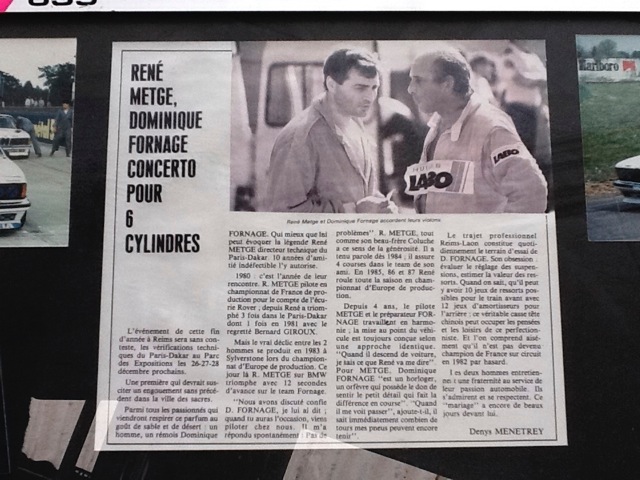 RENÉ
METGE,
DOMINIQUE
FORNAGE
CONCERTO
POUR
6
CYLINDRES
Marlboro
LABO
HUILES
LABO
René Metge et Dominique Fornage accordent leurs violons.
L'évènement de cette fin
d'année à Reims sera sans con-
teste, les vérifications techni-
ques du Paris-Dakar au Parc
des Expositions les 26-27-28
décembre prochains.
Une première qui devrait sus-
citer un engouement sans précé-
dent dans la ville des sacres.
Parmi tous les passionnés qui
viendront respirer ce parfum au
goût de sable et de désert : un
homme, un rémois Dominique
FORNAGE. Qui mieux que lui
peut évoquer la légende René
METGE directeur technique du
Paris-Dakar. 10 années d'ami-
tié indéfectible l'y autorise.
1980 : c'est l'année de leur
rencontre. R. METGE pilote en
championnat de France de pro-
duction pour le compte de l'écu-
rie Rover ; depuis René a triom-
phé 3 fois dans le Paris-Dakar
dont 1 fois en 1981 avec le
regretté Bernard GIROUX.
Mais le vrai déclic entre les 2
hommes se produit en 1983 à
Sylverstone lors du champion-
nat d'Europe de production. Ce
jour là R. METGE sur BMW
triomphe avec 12 secondes
d'avance sur le team Fornage.
"Nous avons discuté confie
D. FORNAGE, je lui ai dit :
quand tu auras l'occasion, viens
piloter chez nous. Il m'a
répondu spontanément : Pas de
problèmes" R. METGE, tout
comme son beau-frère Coluche
a ce sens de la générosité. Il a
tenu parole dès 1984 ; il assure
4 courses dans le team de son
ami. En 1985, 86 et 87 René
roule toute la saison en cham-
pionnat d'Europe de produc-
tion.
Depuis 4 ans, le pilote
METGE et le préparateur FOR-
NAGE travaillent en harmo-
nie ; la mise au point du véhi-
cule est toujours conçue selon
une approche identique.
"Quand il descend de voiture,
je sais ce que René va me dire"
Pour METGE, Dominique
FORNAGE "est un horloger,
un orfèvre qui possède le don de
sentir le petit détail qui fait la
différence en course". "Quand
il me voit passer", ajoute-t-il, il
sait immédiatement combien de
tours mes pneus peuvent encore
tenir".
Le trajet professionnel
Reims-Laon constitue quoti-
diennement le terrain d'essai de
D. FORNAGE. Son obsession :
évaluer le réglage des suspen-
sions, estimer la valeur des res-
sorts. Quand on sait, qu'il peut
y avoir 10 jeux de ressorts pos-
sibles pour le train avant avec
12 jeux d'amortisseurs pour
l'arrière : ce véritable casse tête
chinois peut occuper les pensées
et les loisirs de ce perfection-
niste. Et l'on comprend aisé-
ment qu'il n'est pas devenu
champion de France sur circuit
en 1982 par hasard.
Les deux hommes entretien-
nent une fraternité au service de
leur passion automobile. Ils
s'admirent et se respectent. Ce
"mariage" a encore de beaux
jours devant lui.
Denys MENETREY